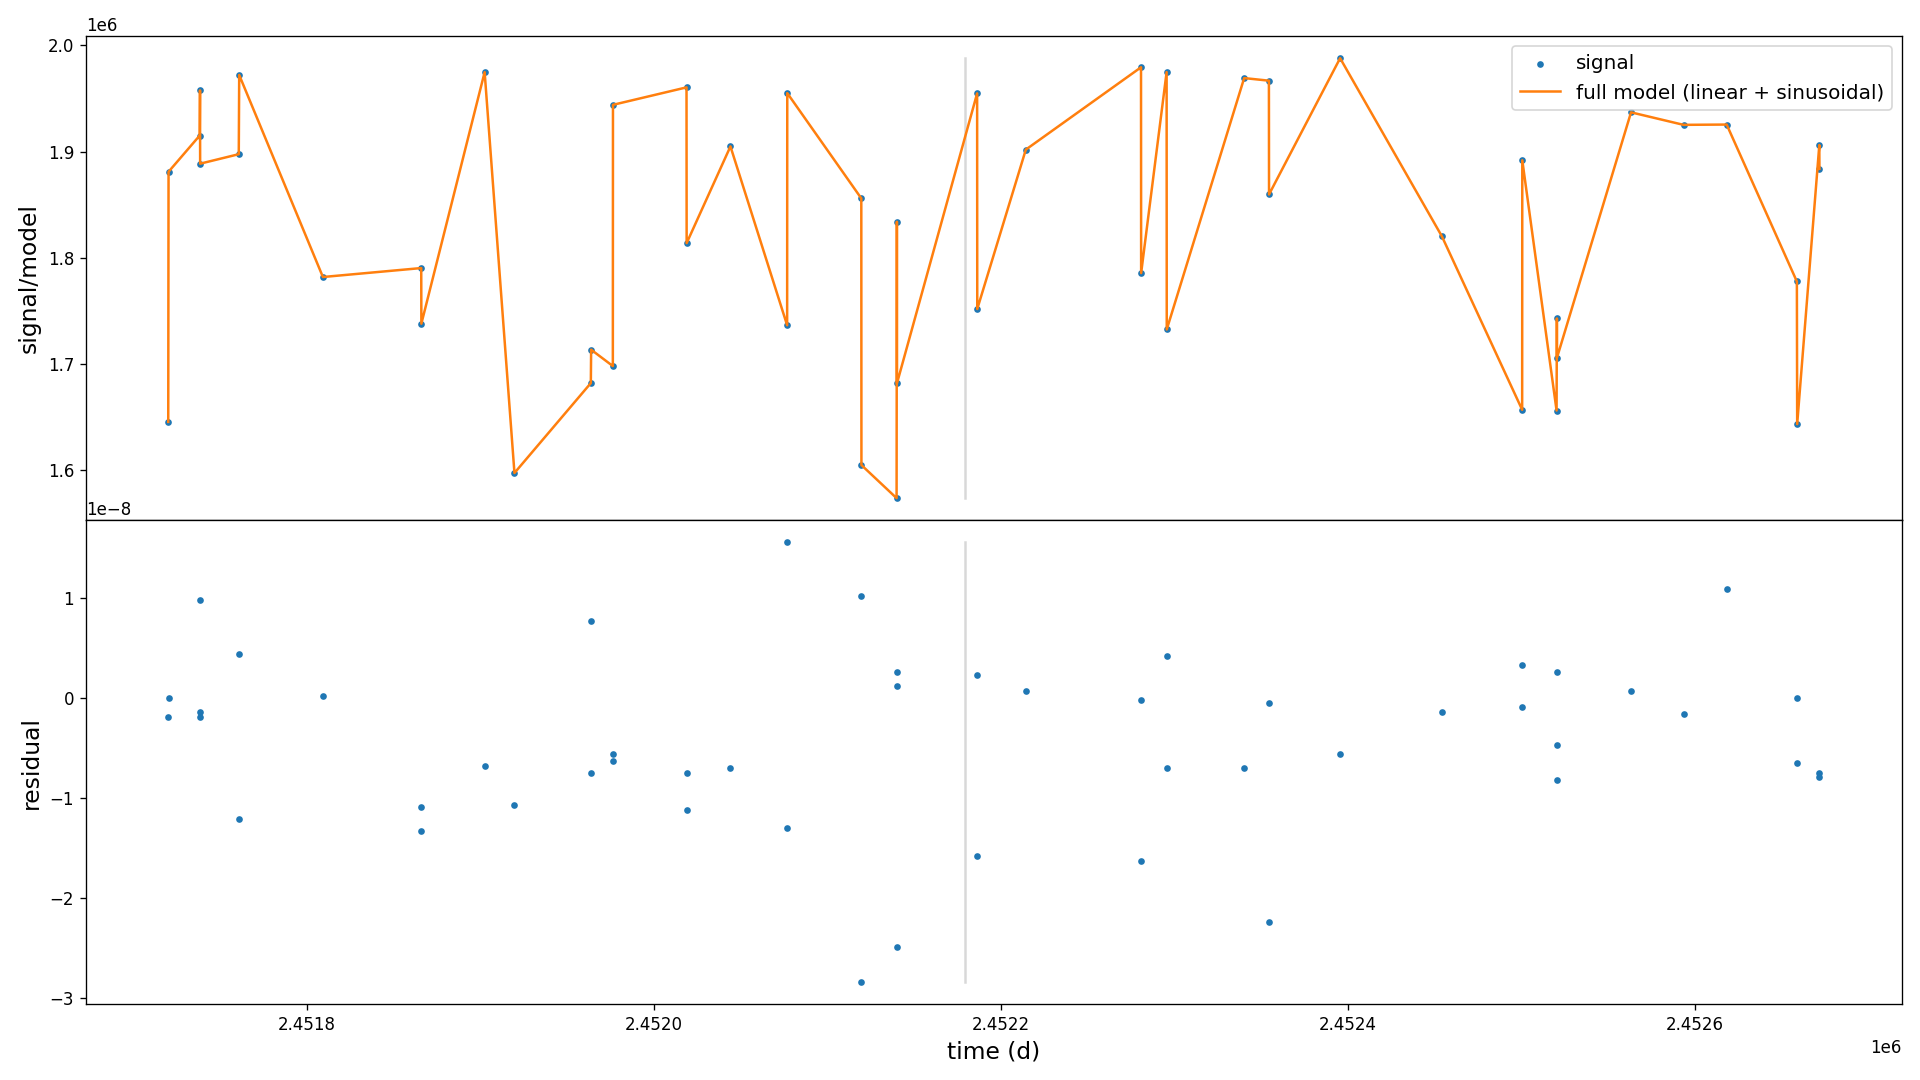 1e6
2.0
1.9
1.8
1.7
1.6
signal/model
signal
full model (linear + sinusoidal)
1e−8
1
0
−1
−2
−3
residual
2.4518
2.4520
2.4522
2.4524
2.4526
time (d)
1e6